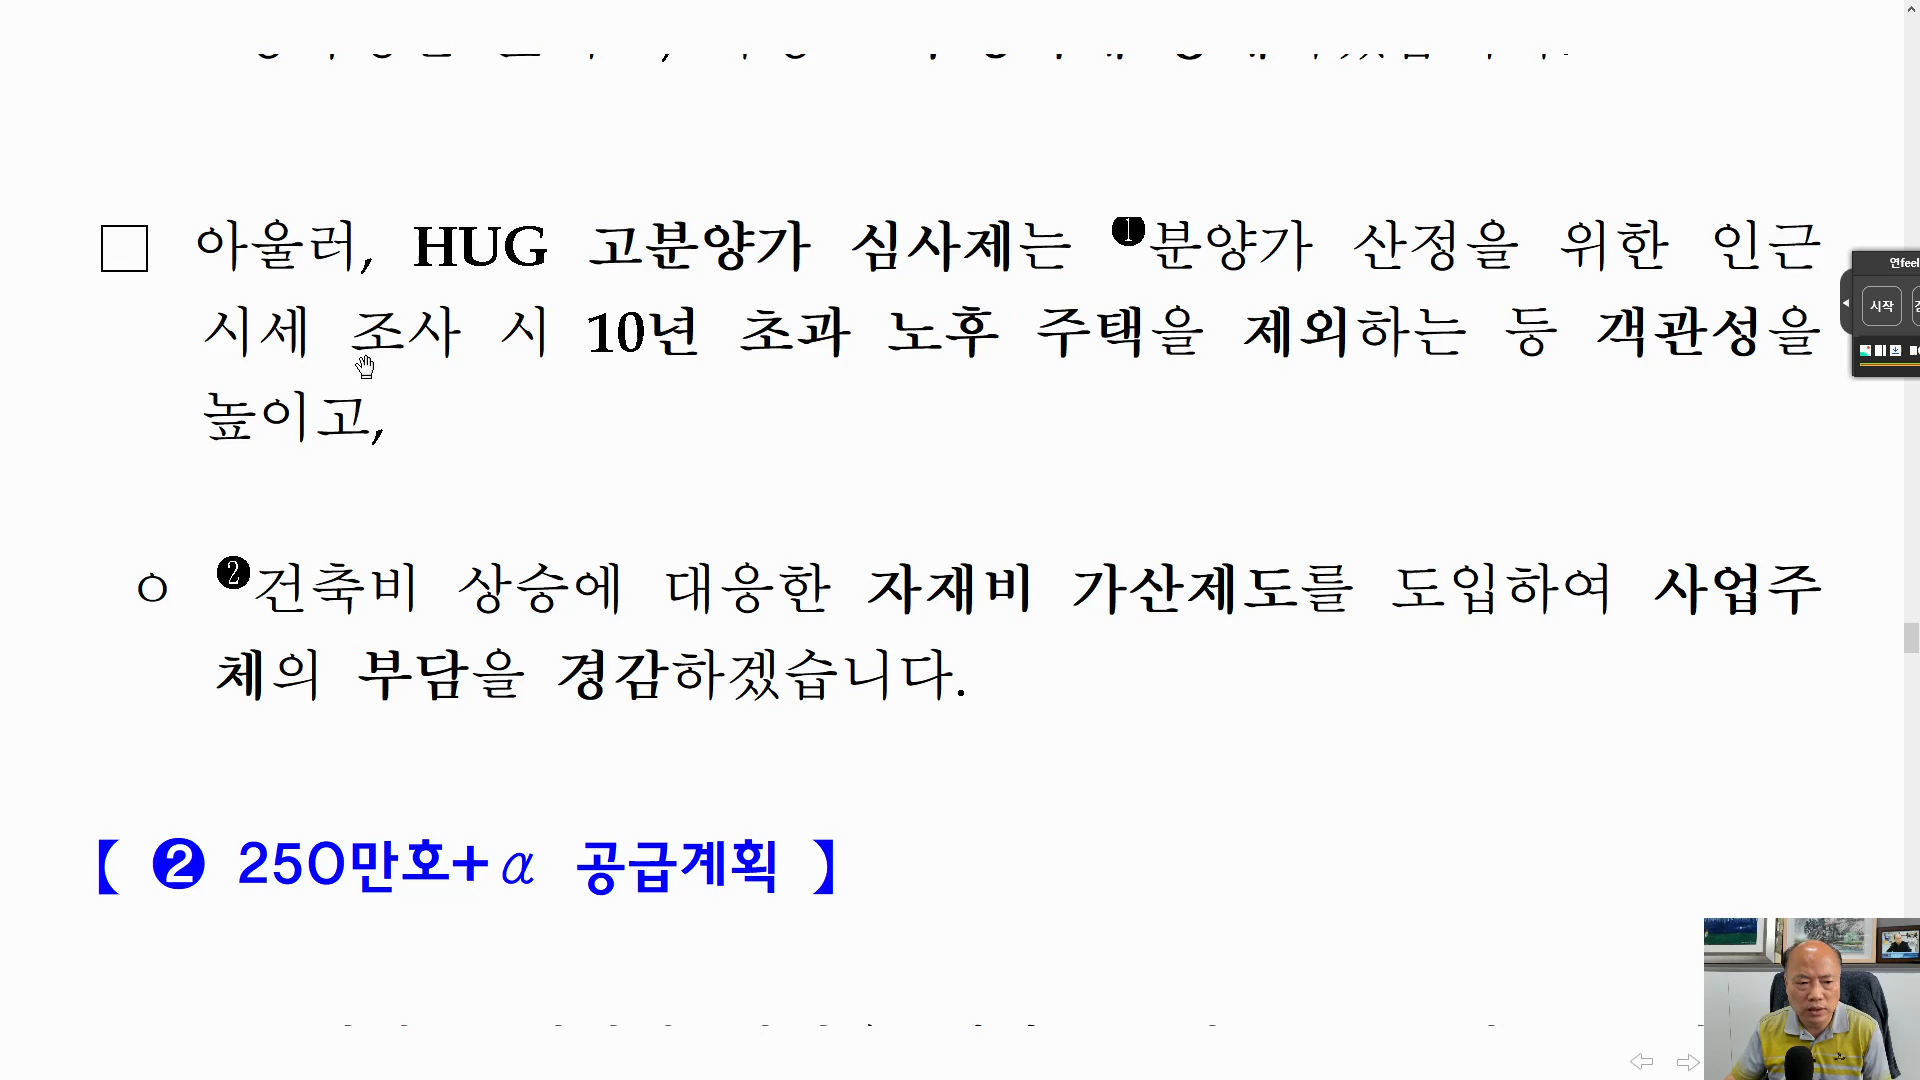 □ 아울러, HUG 고분양가 심사제는 ❶분양가 산정을 위한 인근
시세 조사 시 10년 초과 노후 주택을 제외하는 등 객관성을
높이고,
ㅇ ❷건축비 상승에 대응한 자재비 가산제도를 도입하여 사업주
체의 부담을 경감하겠습니다.
【 ❷ 250만호+α 공급계획 】
연feel
시작